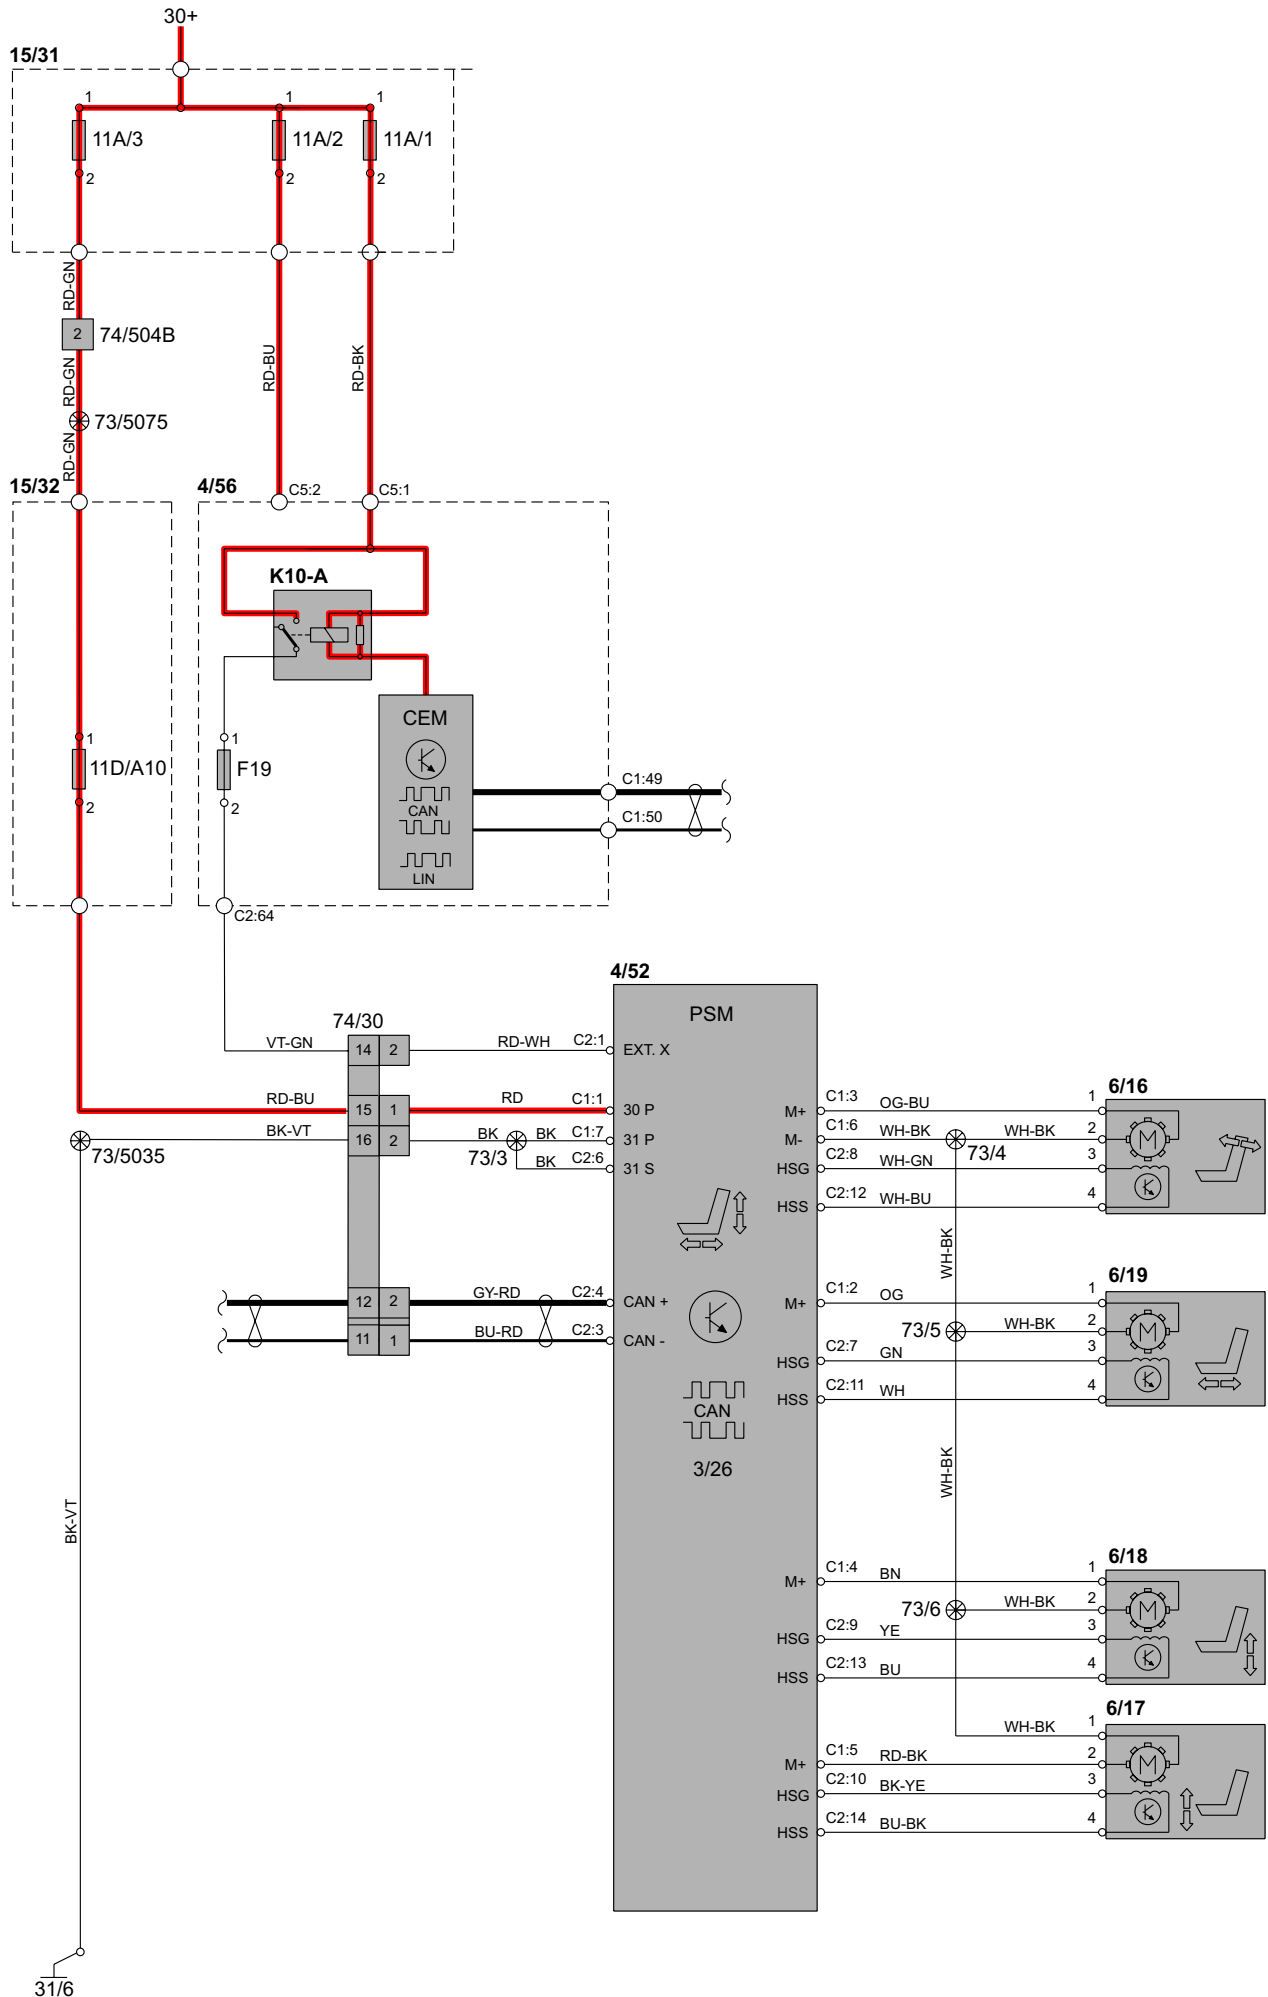 30+
15/31
1
1
1
11A/3
11A/2
11A/1
2
2
2
RD-GN
2
74/504B
RD-GN
RD-BU
RD-BK
73/5075
RD-GN
15/32
4/56
C5:2
C5:1
K10-A
CEM
1
1
11D/A10
F19
2
2
CAN
LIN
C1:49
C1:50
C2:64
4/52
PSM
74/30
VT-GN
14
2
RD-WH
C2:1
EXT. X
RD-BU
15
1
RD
C1:1
30 P
BK-VT
16
2
BK
BK
C1:7
31 P
73/5035
73/3
BK
C2:6
31 S
M+
C1:3
OG-BU
1
6/16
M-
C1:6
WH-BK
WH-BK
2
M
73/4
HSG
C2:8
WH-GN
3
HSS
C2:12
WH-BU
4
WH-BK
12
2
GY-RD
C2:4
CAN +
11
1
BU-RD
C2:3
CAN -
M+
C1:2
OG
1
6/19
73/5
WH-BK
2
M
HSG
C2:7
GN
3
HSS
C2:11
WH
4
CAN
3/26
WH-BK
BK-VT
M+
C1:4
BN
1
6/18
73/6
WH-BK
2
M
HSG
C2:9
YE
3
HSS
C2:13
BU
4
WH-BK
1
6/17
M+
C1:5
RD-BK
2
M
HSG
C2:10
BK-YE
3
HSS
C2:14
BU-BK
4
31/6